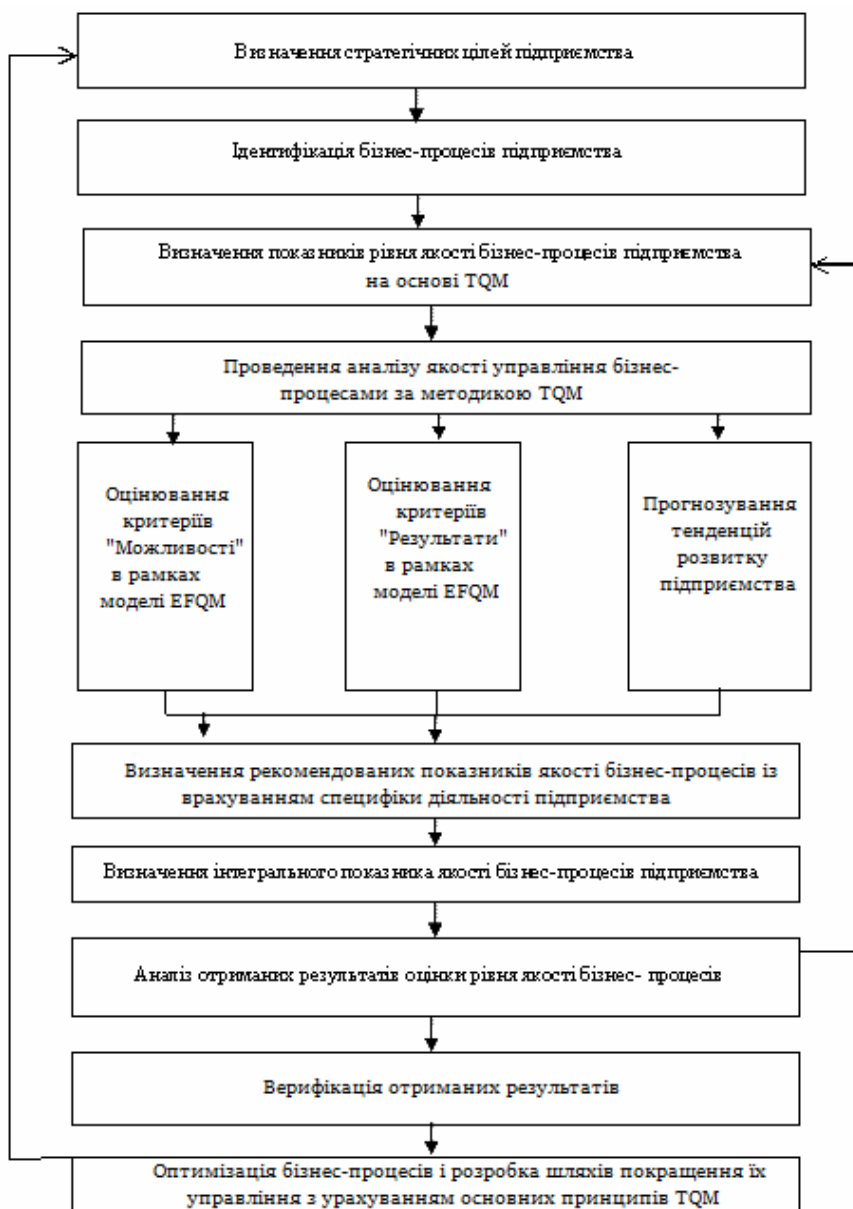 Визначення стратегічних цілей підприємства
Ідентифікація бізнес-процесів підприємства
Визначення показників рівня якості бізнес-процесів підприємства
на основі TQM
Проведення аналізу якості управління бізнес-
процесами за методикою TQM
Оцінювання
критеріїв
"Можливості"
в рамках
моделі EFQM
Оцінювання
критеріїв
"Результати"
в рамках
моделі EFQM
Прогнозування
тенденцій
розвитку
підприємства
Визначення рекомендованих показників якості бізнес-процесів із
врахуванням специфіки діяльності підприємства
Визначення інтегрального показника якості бізнес-процесів підприємства
Аналіз отриманих результатів оцінки рівня якості бізнес- процесів
Верифікація отриманих результатів
Оптимізація бізнес-процесів і розробка шляхів покращення їх
управління з урахуванням основних принципів TQM